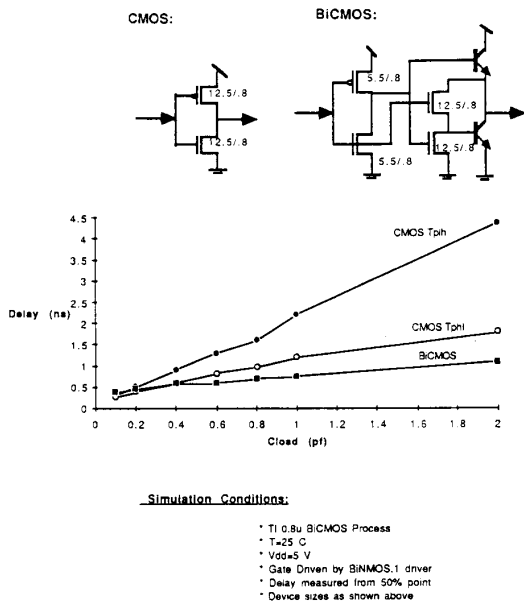 CMOS:
BiCMOS:
12.5/.8
12.5/.8
5.5/.8
5.5/.8
12.5/.8
12.5/.8
4.5
4
3.5
3
2.5
2
1.5
1
0.5
0
Delay (ns)
CMOS Tplh
CMOS Tphl
BiCMOS
0 0.2 0.4 0.6 0.8 1 1.2 1.4 1.6 1.8 2
Cload (pf)
Simulation Conditions:
* TI 0.8u BiCMOS Process
* T=25 C
* Vdd=5 V
* Gate Driven by BiNMOS.1 driver
* Delay measured from 50% point
* Device sizes as shown above